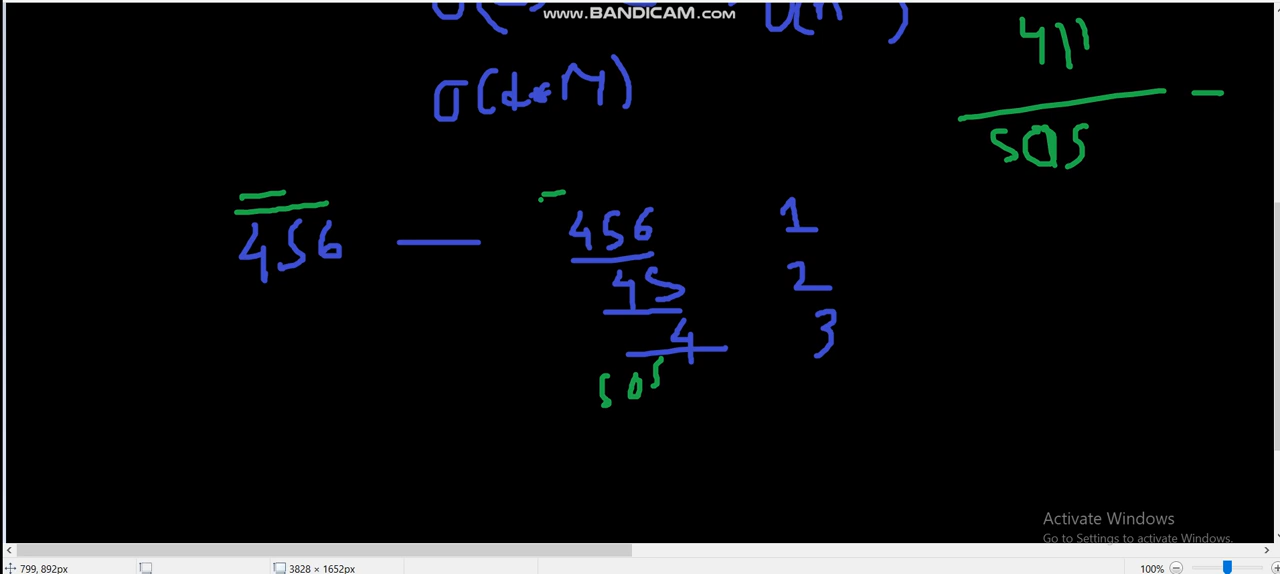 www.BANDICAM.com
411
σ(d*M)
505
456 — 456 1
45 2
4 3
505
Activate Windows
Go to Settings to activate Windows.
799, 892px 3828 × 1652px 100%